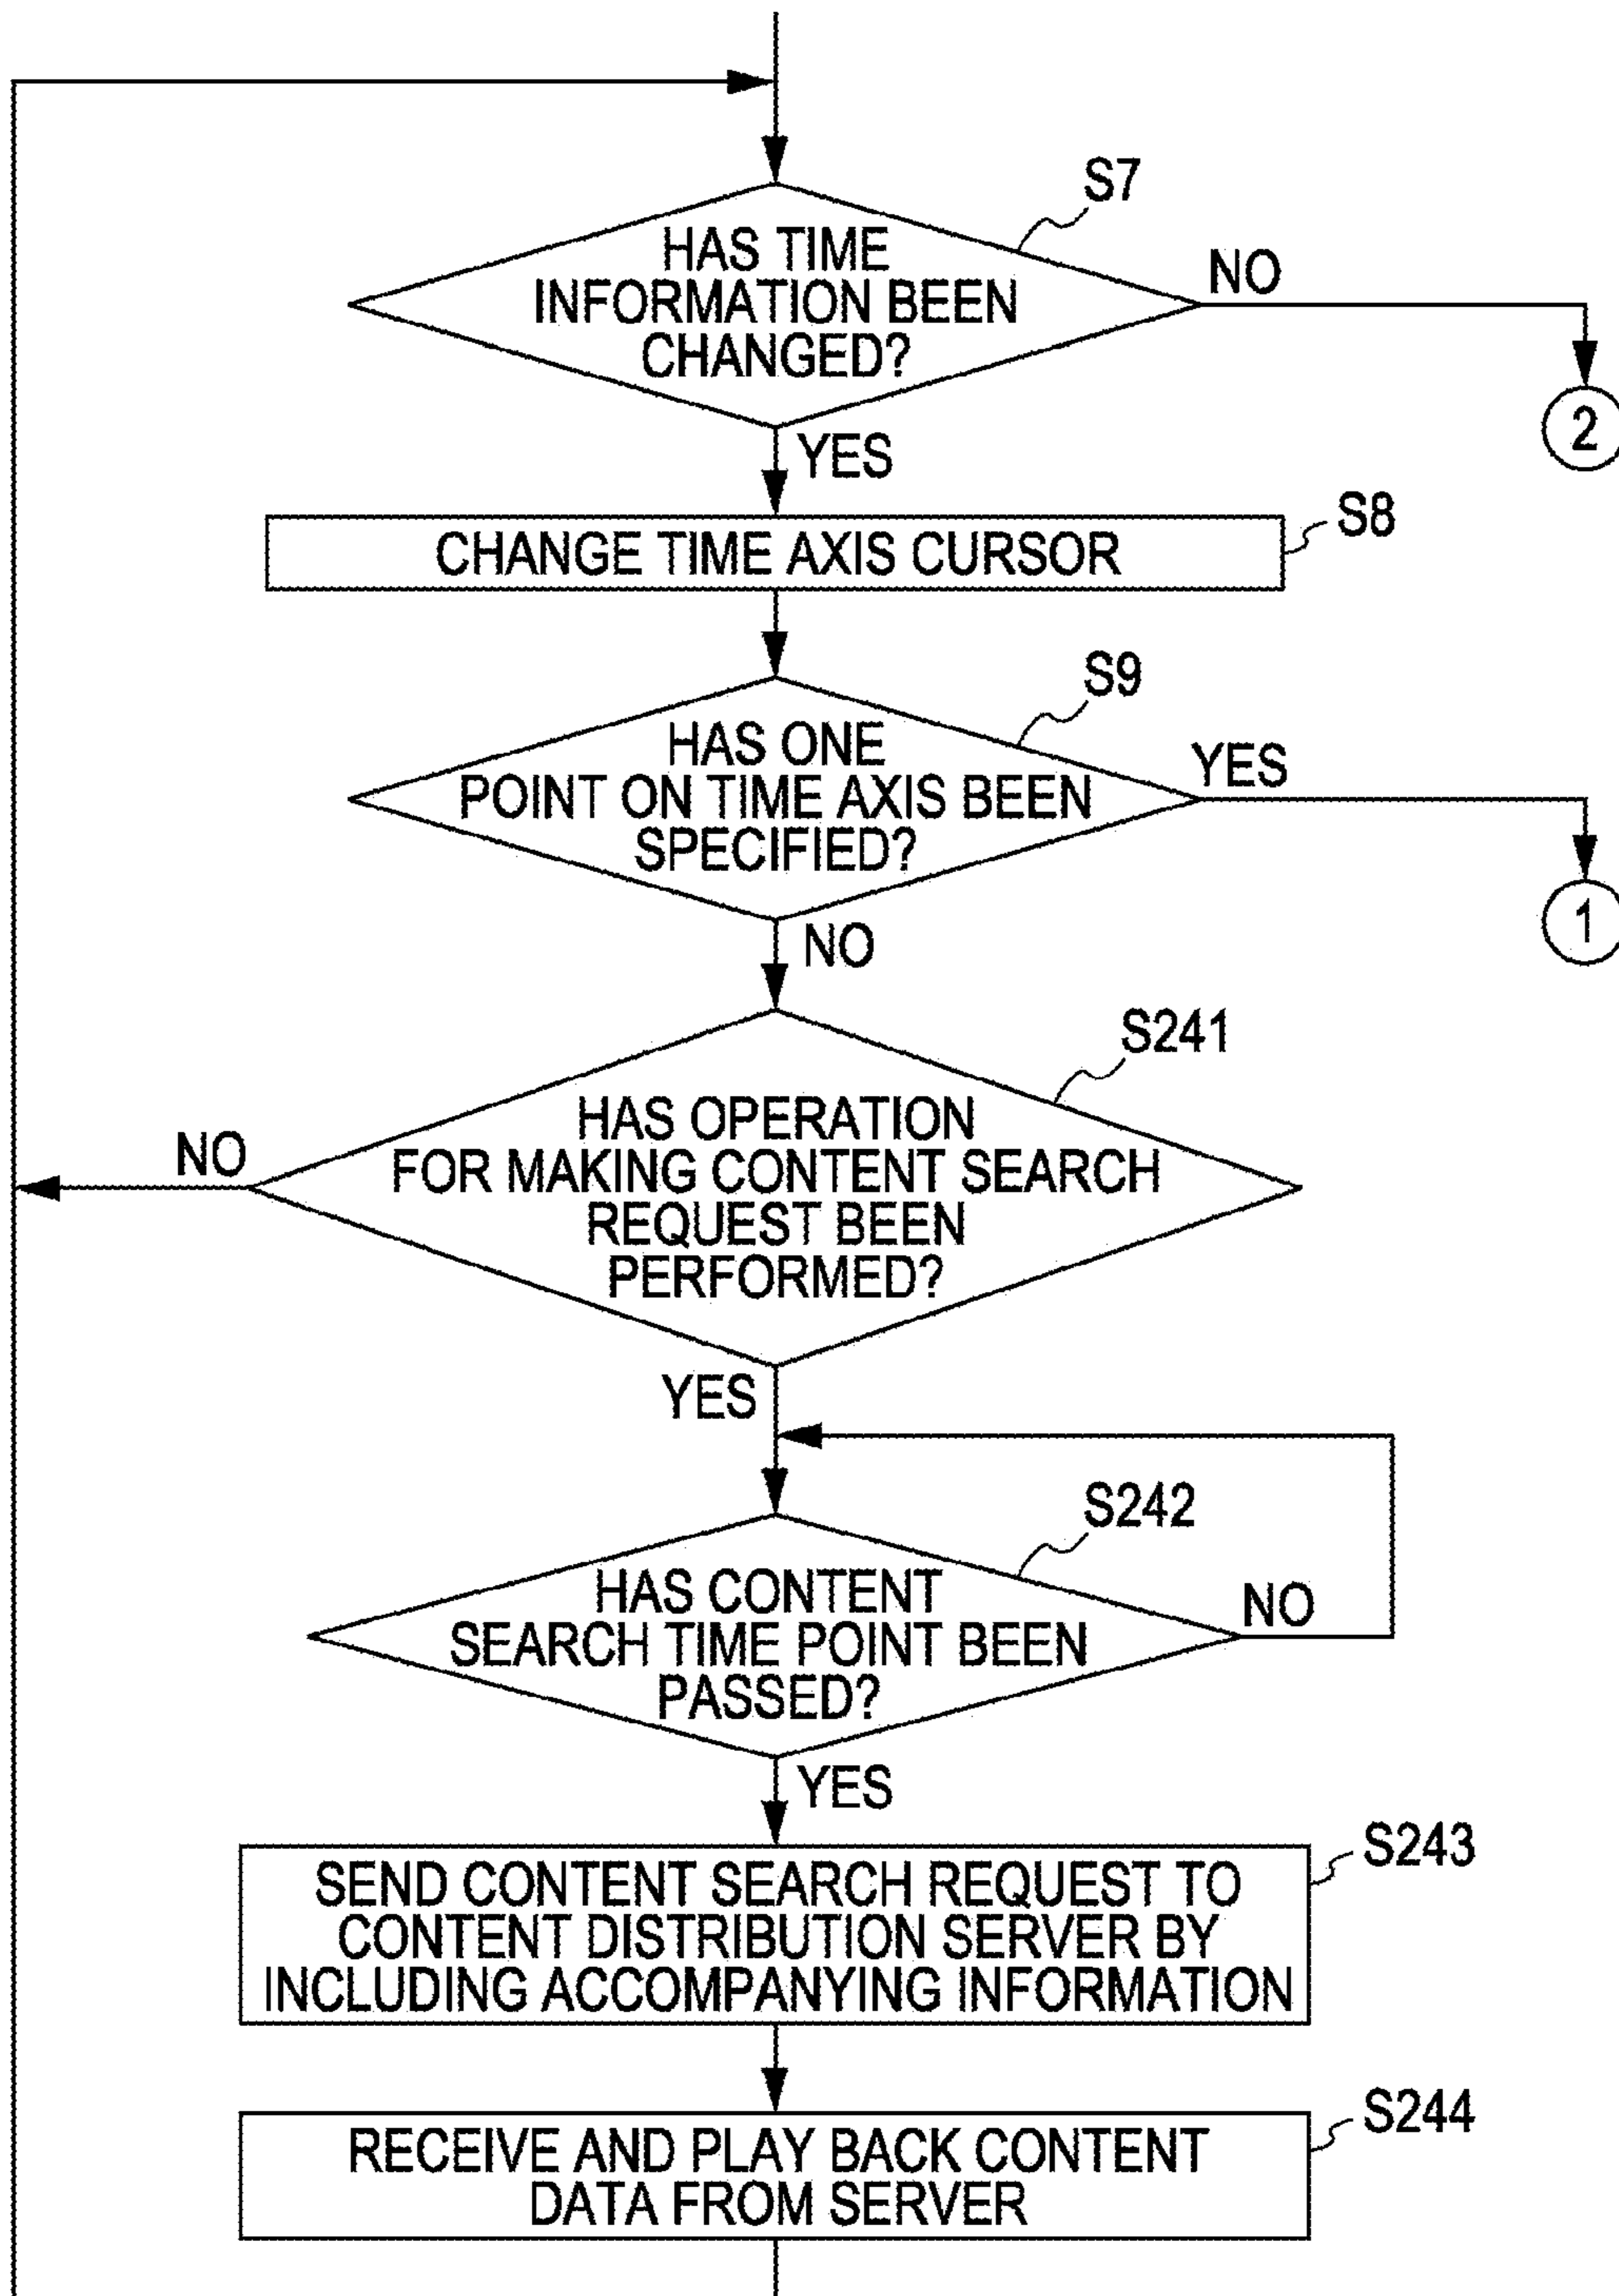 S7
HAS TIME
INFORMATION BEEN
CHANGED?
NO
2
YES
CHANGE TIME AXIS CURSOR
S8
S9
HAS ONE
POINT ON TIME AXIS BEEN
SPECIFIED?
YES
1
NO
S241
HAS OPERATION
FOR MAKING CONTENT SEARCH
REQUEST BEEN
PERFORMED?
NO
YES
S242
HAS CONTENT
SEARCH TIME POINT BEEN
PASSED?
NO
YES
S243
SEND CONTENT SEARCH REQUEST TO
CONTENT DISTRIBUTION SERVER BY
INCLUDING ACCOMPANYING INFORMATION
S244
RECEIVE AND PLAY BACK CONTENT
DATA FROM SERVER